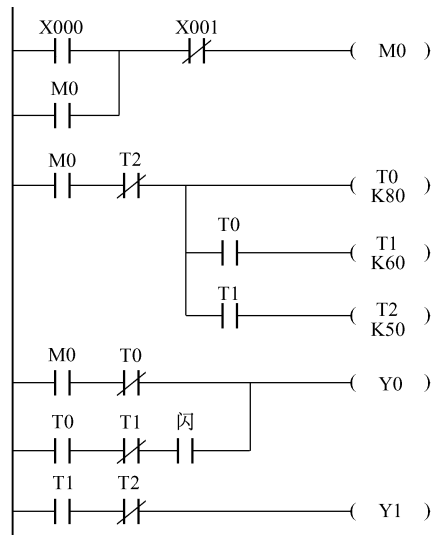 X000 X001 M0
M0
M0 T2 T0
K80
T0 T1
K60
T1 T2
K50
M0 T0 Y0
T0 T1 闪
T1 T2 Y1